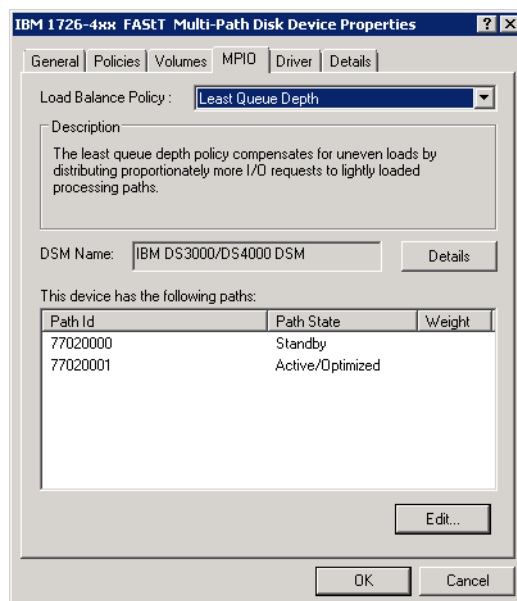 IBM 1726-4xx FAStT Multi-Path Disk Device Properties
General Policies Volumes MPIO Driver Details
Load Balance Policy : Least Queue Depth
Description
The least queue depth policy compensates for uneven loads by
distributing proportionately more I/O requests to lightly loaded
processing paths.
DSM Name: IBM DS3000/DS4000 DSM Details
This device has the following paths:
Path Id Path State Weight
77020000 Standby
77020001 Active/Optimized
Edit...
OK Cancel